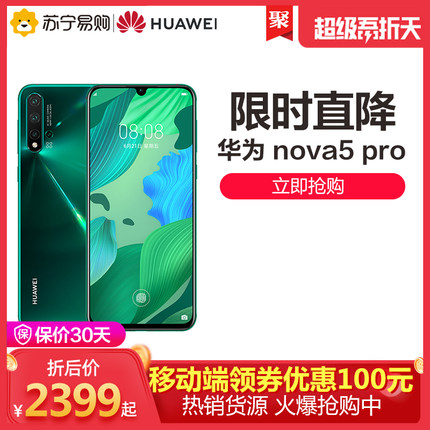 苏宁易购 HUAWEI
聚 超级吾折天
限时直降
华为 nova5 pro
立即抢购
08:08
HUAWEI
保 保价30天
折后价
¥2399起
移动端领券优惠100元
热销货源 火爆抢购中